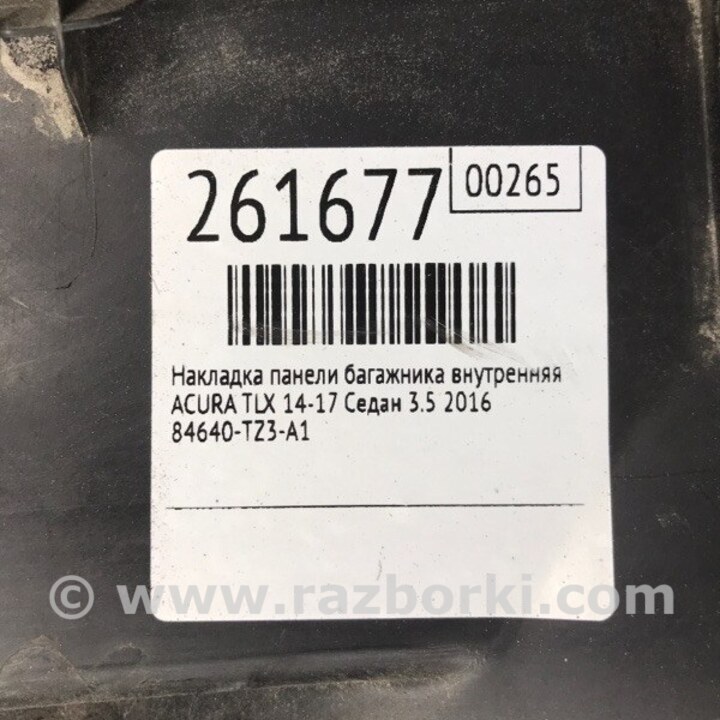 261677
00265
Накладка панели багажника внутренняя
ACURA TLX 14-17 Седан 3.5 2016
84640-TZ3-A1
© www.razborki.com